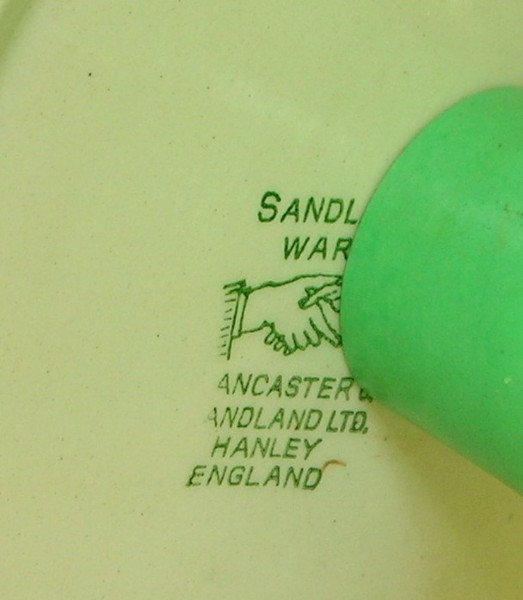 SANDL
WAR
ANCASTER &
ANDLAND LTD.
HANLEY
ENGLAND